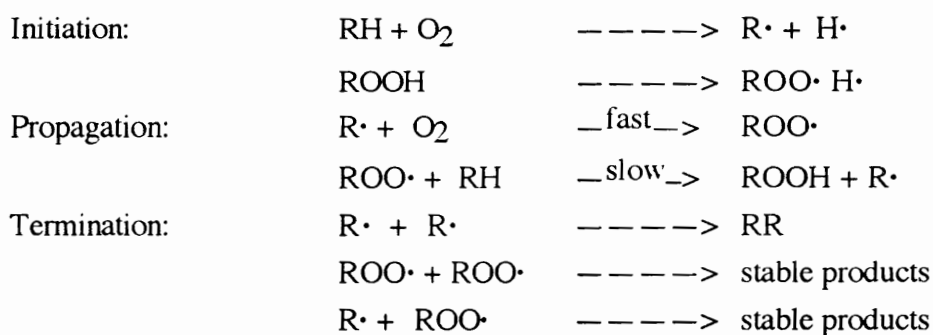 Initiation: RH + O2 ----> R· + H·
ROOH ----> ROO· H·
Propagation: R· + O2 —fast—> ROO·
ROO· + RH —slow—> ROOH + R·
Termination: R· + R· ----> RR
ROO· + ROO· ----> stable products
R· + ROO· ----> stable products